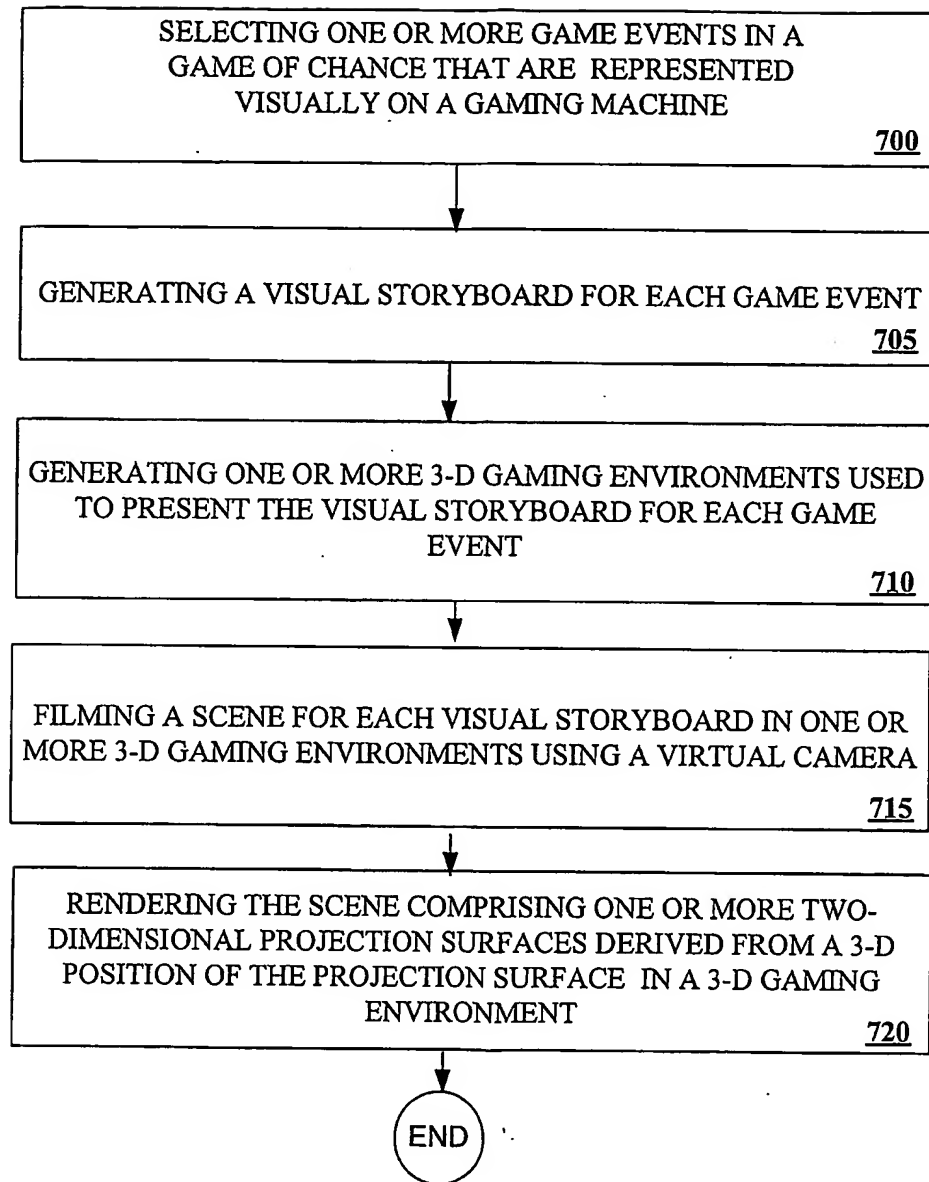 SELECTING ONE OR MORE GAME EVENTS IN A
GAME OF CHANCE THAT ARE REPRESENTED
VISUALLY ON A GAMING MACHINE
700
GENERATING A VISUAL STORYBOARD FOR EACH GAME EVENT
705
GENERATING ONE OR MORE 3-D GAMING ENVIRONMENTS USED
TO PRESENT THE VISUAL STORYBOARD FOR EACH GAME
EVENT
710
FILMING A SCENE FOR EACH VISUAL STORYBOARD IN ONE OR
MORE 3-D GAMING ENVIRONMENTS USING A VIRTUAL CAMERA
715
RENDERING THE SCENE COMPRISING ONE OR MORE TWO-
DIMENSIONAL PROJECTION SURFACES DERIVED FROM A 3-D
POSITION OF THE PROJECTION SURFACE IN A 3-D GAMING
ENVIRONMENT
720
END